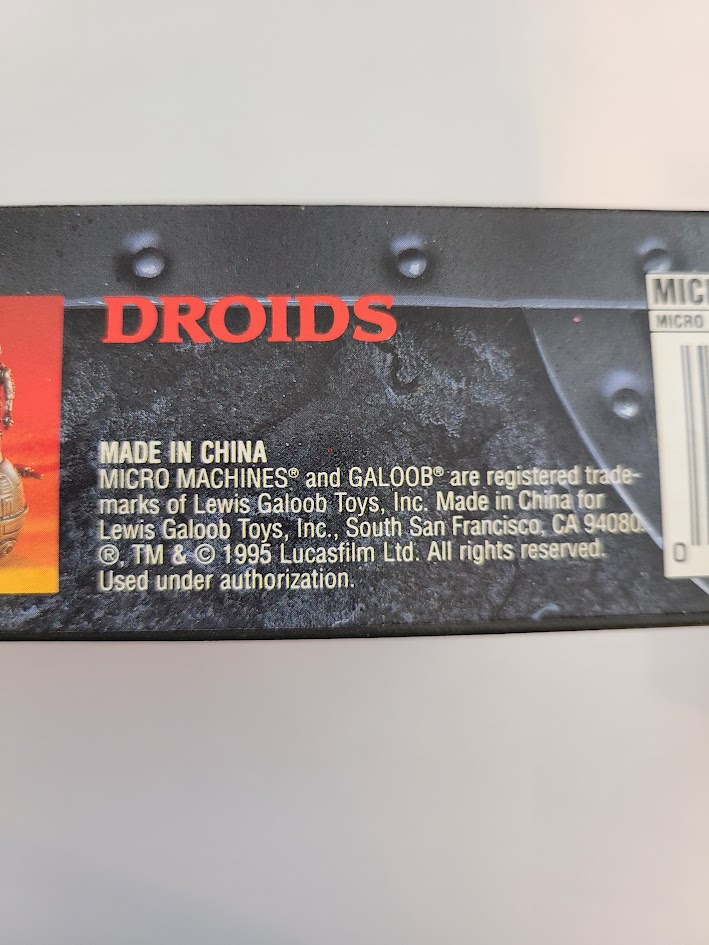 DROIDS
MADE IN CHINA
MICRO MACHINES® and GALOOB® are registered trade-
marks of Lewis Galoob Toys, Inc. Made in China for
Lewis Galoob Toys, Inc., South San Francisco, CA 94080.
®, TM & © 1995 Lucasfilm Ltd. All rights reserved.
Used under authorization.
MICRO
0